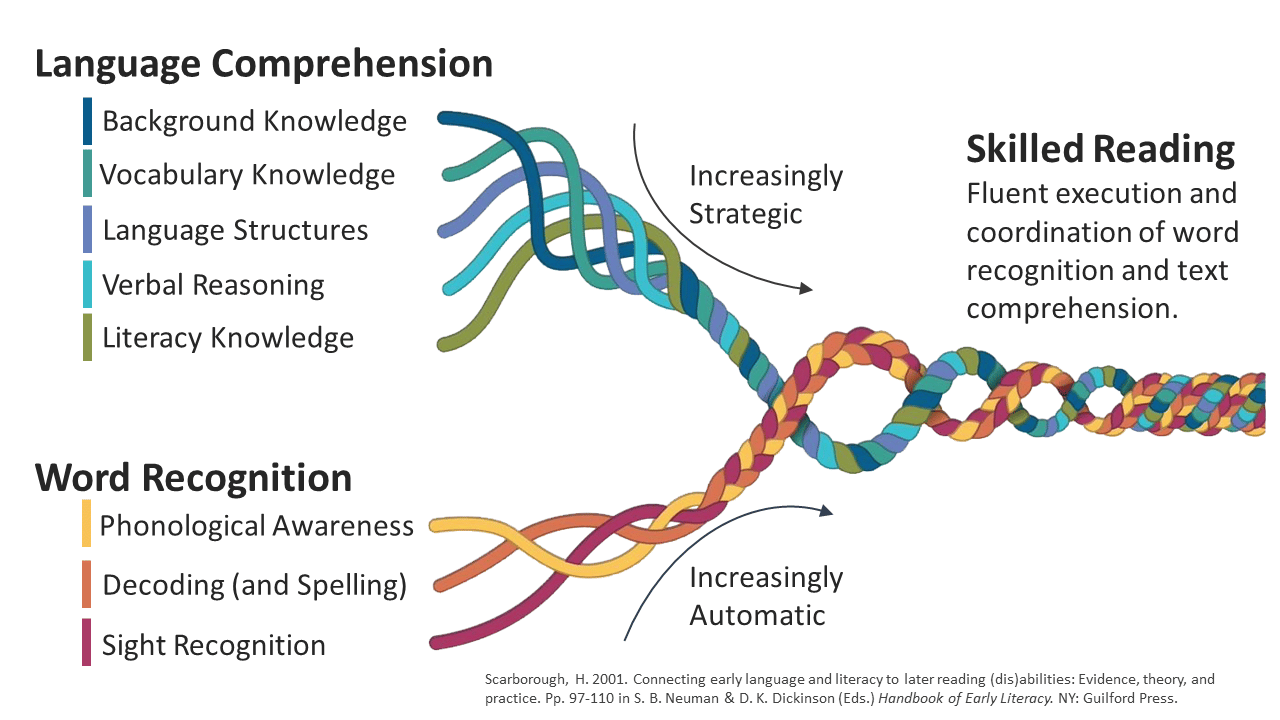 Language Comprehension
Background Knowledge
Vocabulary Knowledge
Language Structures
Verbal Reasoning
Literacy Knowledge
Increasingly
Strategic
Skilled Reading
Fluent execution and
coordination of word
recognition and text
comprehension.
Word Recognition
Phonological Awareness
Decoding (and Spelling)
Sight Recognition
Increasingly
Automatic
Scarborough, H. 2001. Connecting early language and literacy to later reading (dis)abilities: Evidence, theory, and
practice. Pp. 97-110 in S. B. Neuman & D. K. Dickinson (Eds.) Handbook of Early Literacy. NY: Guilford Press.